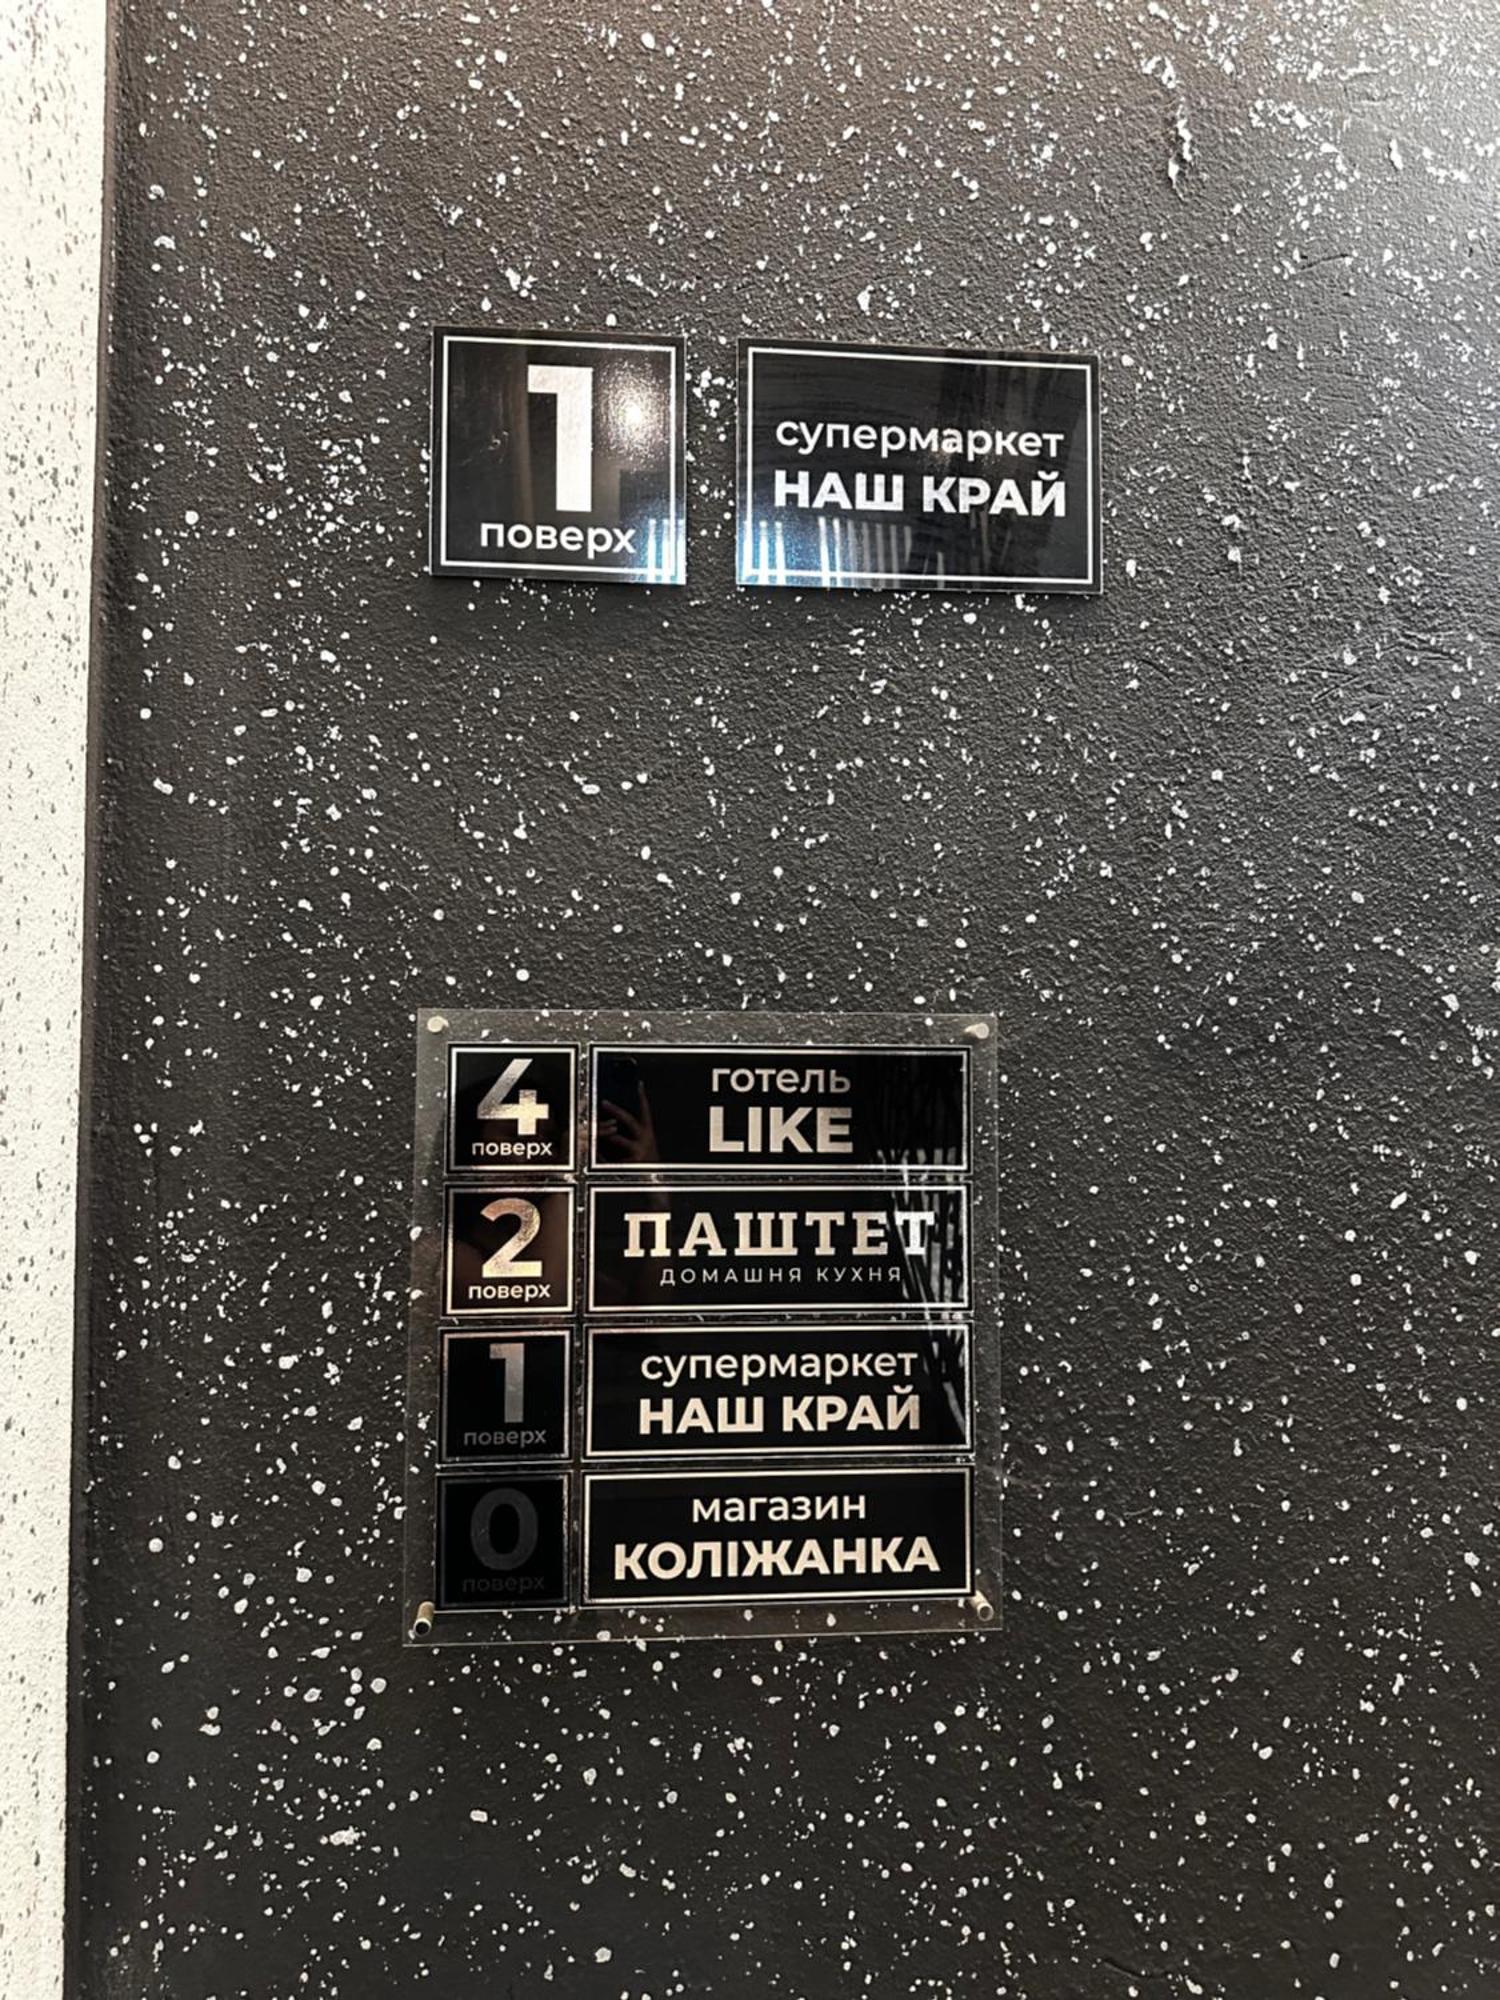 1
поверх
супермаркет
НАШ КРАЙ
4
поверх
готель
LIKE
2
поверх
ПАШТЕТ
ДОМАШНЯ КУХНЯ
1
поверх
супермаркет
НАШ КРАЙ
0
поверх
магазин
КОЛІЖАНКА